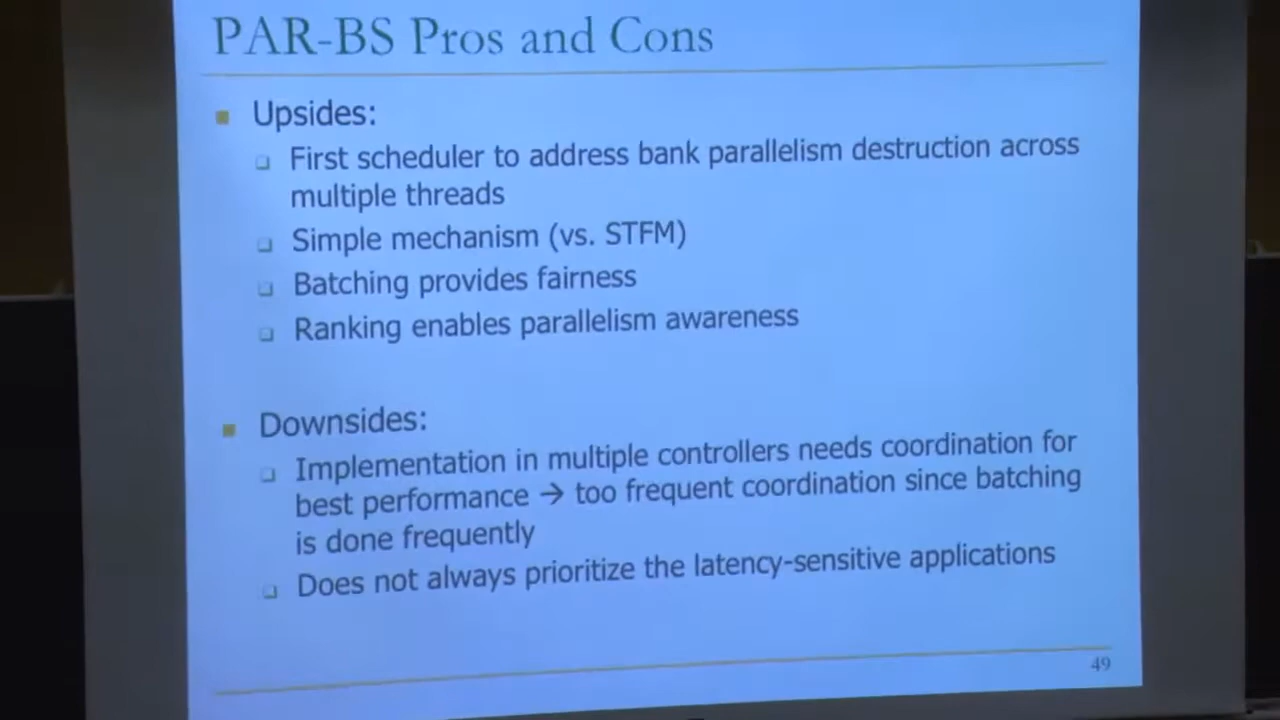 PAR-BS Pros and Cons
Upsides:
First scheduler to address bank parallelism destruction across
multiple threads
Simple mechanism (vs. STFM)
Batching provides fairness
Ranking enables parallelism awareness
Downsides:
Implementation in multiple controllers needs coordination for
best performance → too frequent coordination since batching
is done frequently
Does not always prioritize the latency-sensitive applications
49